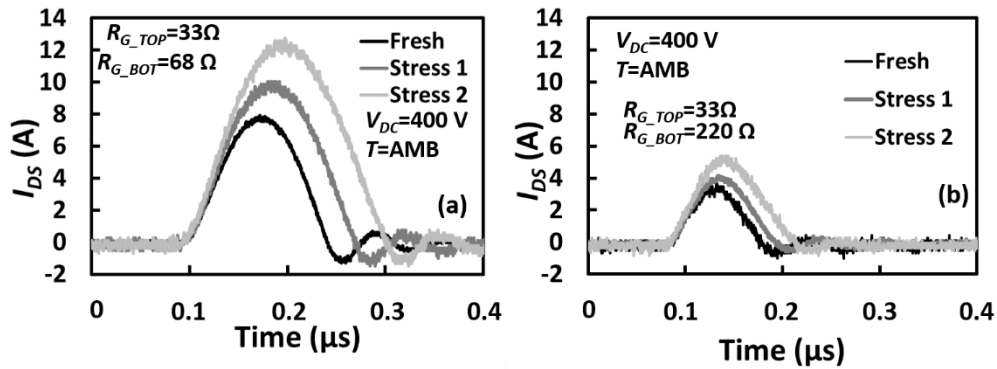 14
12
10
8
6
4
2
0
-2
I_DS (A)
R_G_TOP=33Ω
R_G_BOT=68 Ω
Fresh
Stress 1
Stress 2
V_DC=400 V
T=AMB
(a)
0 0.1 0.2 0.3 0.4
Time (μs)
14
12
10
8
6
4
2
0
-2
I_DS (A)
(b)
V_DC=400 V
T=AMB
R_G_TOP=33Ω
R_G_BOT=220 Ω
Fresh
Stress 1
Stress 2
0 0.1 0.2 0.3 0.4
Time (μs)